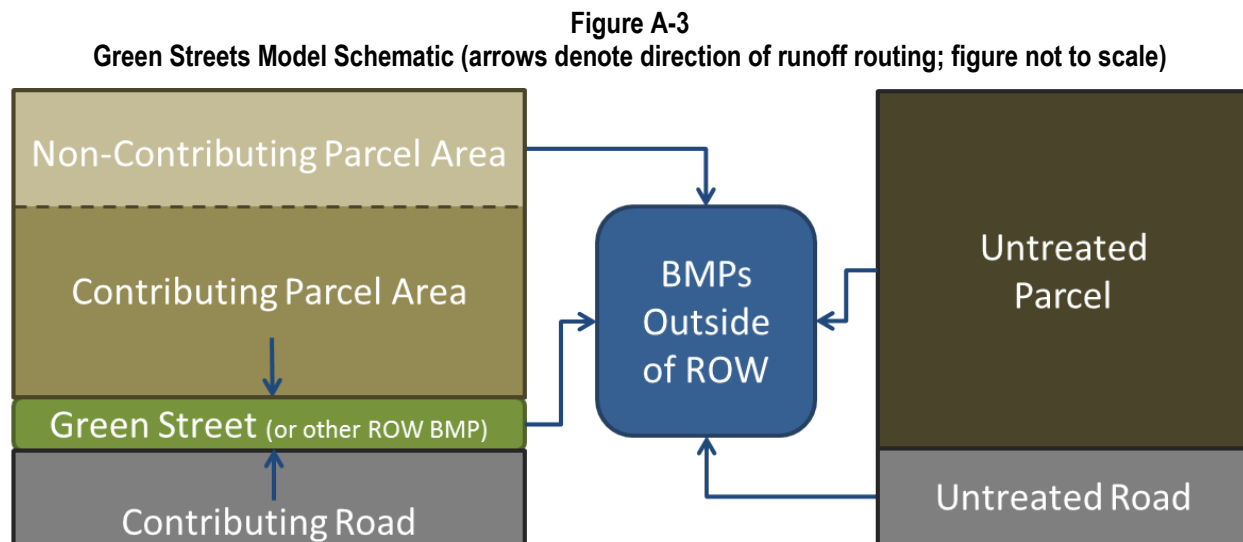 Figure A-3
Green Streets Model Schematic (arrows denote direction of runoff routing; figure not to scale)
Non-Contributing Parcel Area
Contributing Parcel Area
Green Street (or other ROW BMP)
Contributing Road
BMPs
Outside
of ROW
Untreated
Parcel
Untreated Road